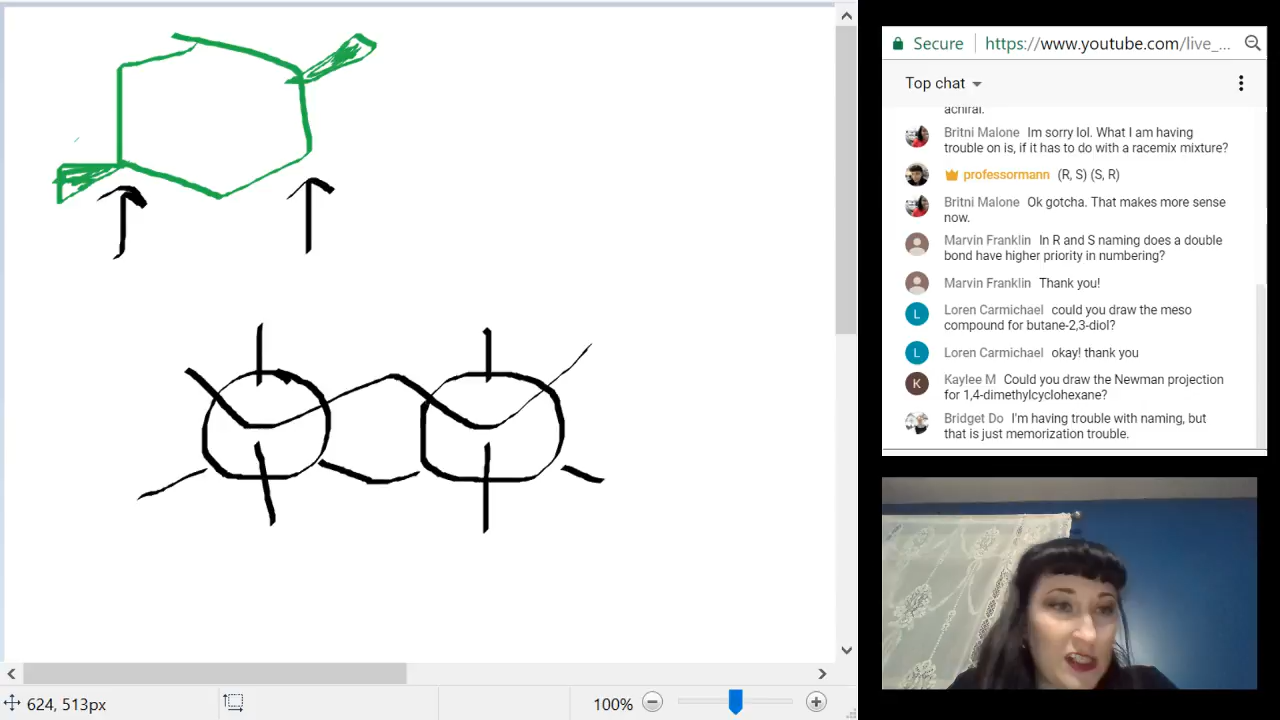 Secure https://www.youtube.com/live_...
Top chat
achiral.
Britni Malone Im sorry lol. What I am having
trouble on is, if it has to do with a racemix mixture?
professormann (R, S) (S, R)
Britni Malone Ok gotcha. That makes more sense
now.
Marvin Franklin In R and S naming does a double
bond have higher priority in numbering?
Marvin Franklin Thank you!
L Loren Carmichael could you draw the meso
compound for butane-2,3-diol?
L Loren Carmichael okay! thank you
K Kaylee M Could you draw the Newman projection
for 1,4-dimethylcyclohexane?
Bridget Do I'm having trouble with naming, but
that is just memorization trouble.
624, 513px
100%